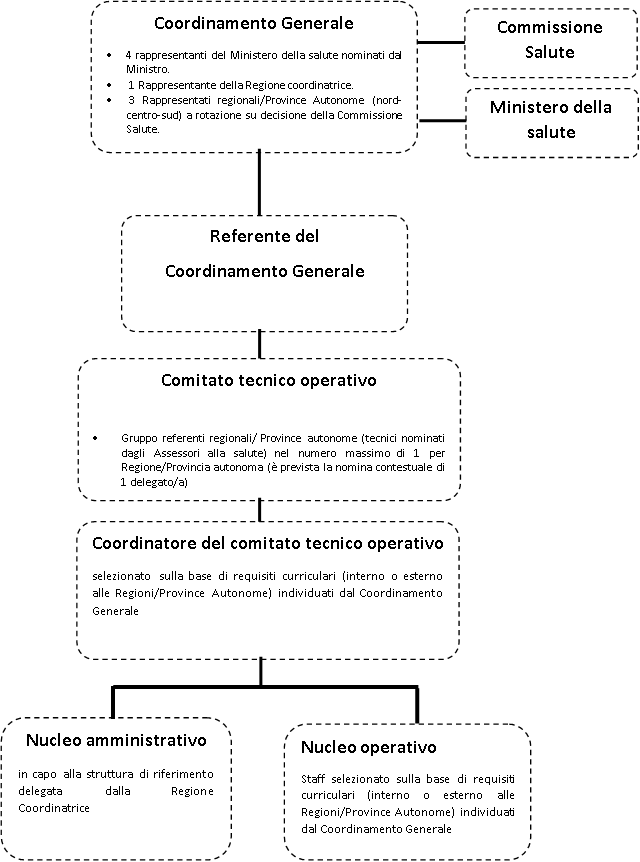 Coordinamento Generale
• 4 rappresentanti del Ministero della salute nominati dal
Ministro.
• 1 Rappresentante della Regione coordinatrice.
• 3 Rappresentati regionali/Province Autonome (nord-
centro-sud) a rotazione su decisione della Commissione
Salute.
Commissione
Salute
Ministero della
salute
Referente del
Coordinamento Generale
Comitato tecnico operativo
• Gruppo referenti regionali/ Province autonome (tecnici nominati
dagli Assessori alla salute) nel numero massimo di 1 per
Regione/Provincia autonoma (è prevista la nomina contestuale di
1 delegato/a)
Coordinatore del comitato tecnico operativo
selezionato sulla base di requisiti curriculari (interno o esterno
alle Regioni/Province Autonome) individuati dal Coordinamento
Generale
Nucleo amministrativo
in capo alla struttura di riferimento
delegata dalla Regione
Coordinatrice
Nucleo operativo
Staff selezionato sulla base di requisiti
curriculari (interno o esterno alle
Regioni/Province Autonome) individuati
dal Coordinamento Generale